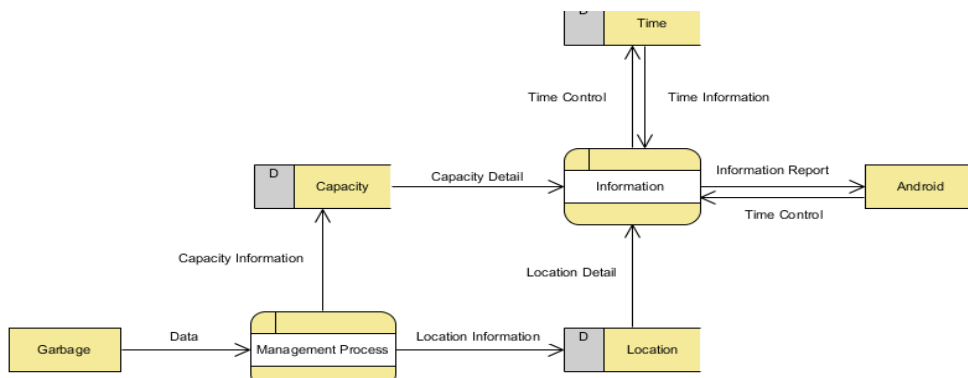 D
Time
Time Control
Time Information
D
Capacity
Capacity Detail
Information
Information Report
Android
Time Control
Capacity Information
Location Detail
Garbage
Data
Management Process
Location Information
D
Location